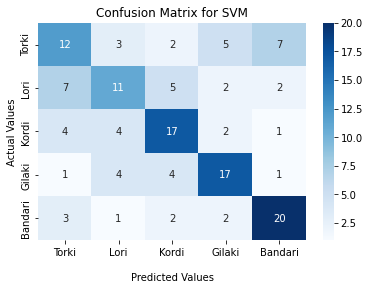 Confusion Matrix for SVM
Torki 12 3 2 5 7
Lori 7 11 5 2 2
Kordi 4 4 17 2 1
Gilaki 1 4 4 17 1
Bandari 3 1 2 2 20
Torki Lori Kordi Gilaki Bandari
Predicted Values
Actual Values
20.0
17.5
15.0
12.5
10.0
7.5
5.0
2.5